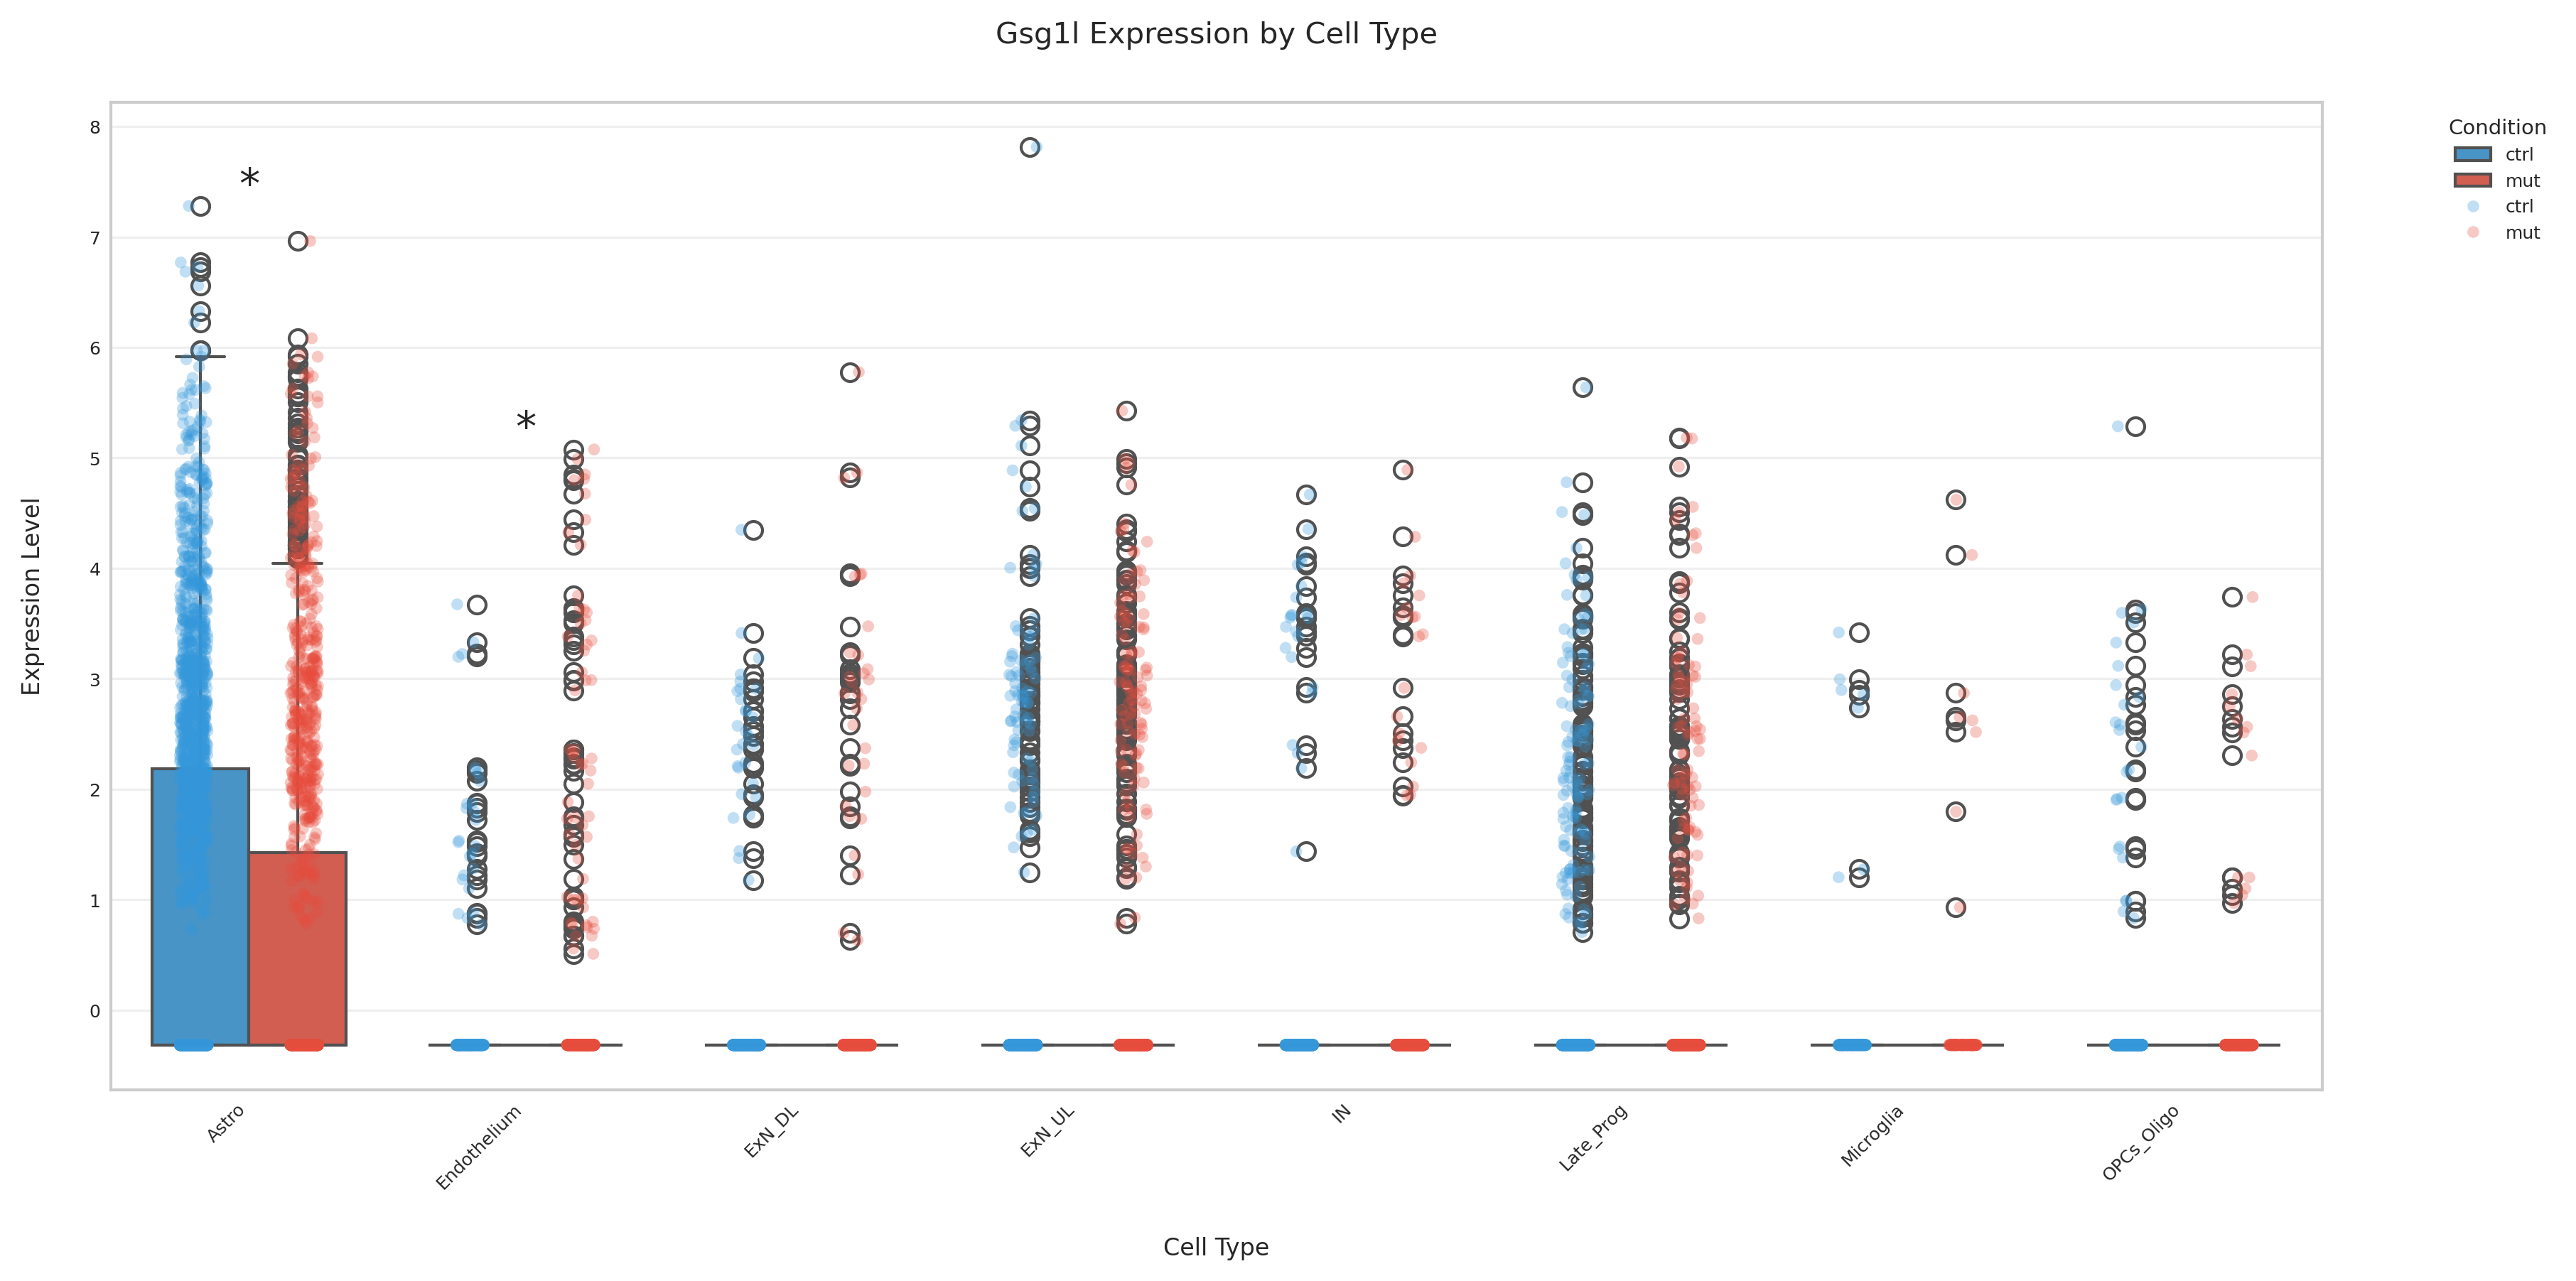 Gsg1l Expression by Cell Type
Expression Level
8
7
6
5
4
3
2
1
0
*
*
Astro
Endothelium
ExN_DL
ExN_UL
IN
Late_Prog
Microglia
OPCs_Oligo
Cell Type
Condition
ctrl
mut
ctrl
mut